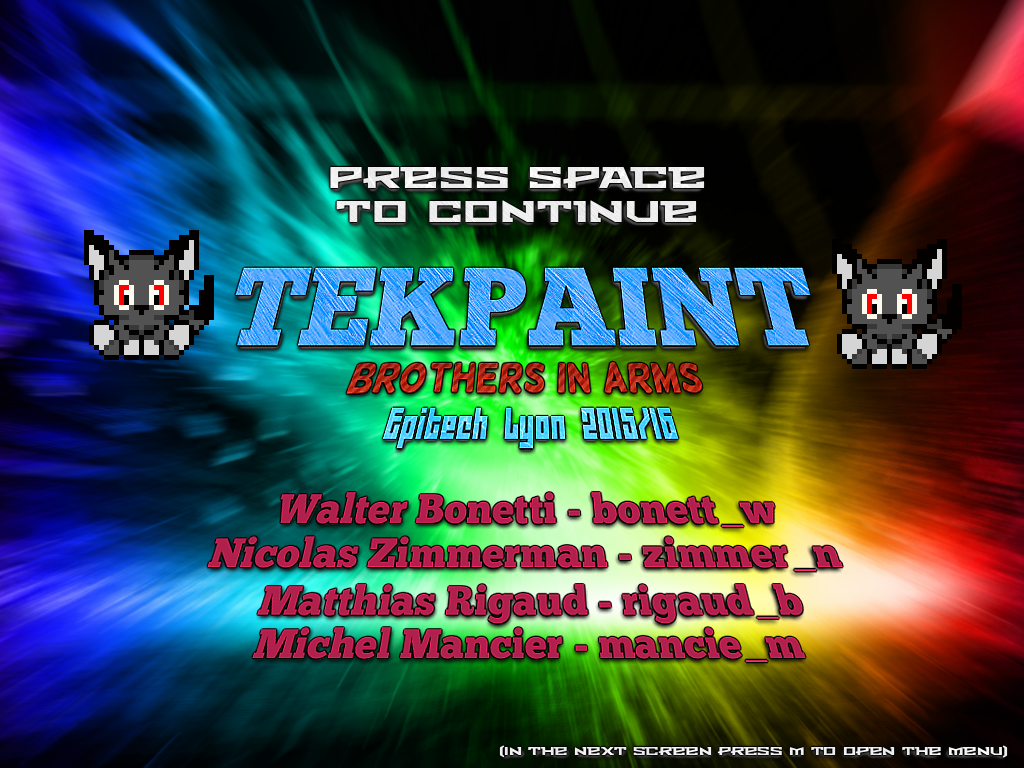 PRESS SPACE
TO CONTINUE
TEKPAINT
BROTHERS IN ARMS
Epitech Lyon 2015/16
Walter Bonetti - bonett_w
Nicolas Zimmerman - zimmer_n
Matthias Rigaud - rigaud_b
Michel Mancier - mancie_m
(IN THE NEXT SCREEN PRESS M TO OPEN THE MENU)